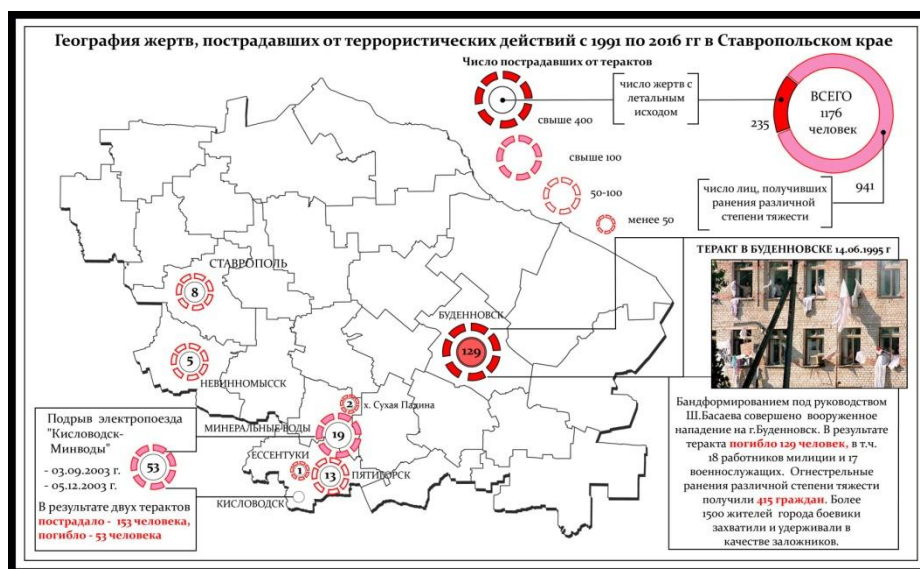 География жертв, пострадавших от террористических действий с 1991 по 2016 гг в Ставропольском крае
Число пострадавших от терактов
свыше 400
свыше 100
50-100
менее 50
число жертв с
летальным
исходом
ВСЕГО
1176
человек
235
941
число лиц, получивших
ранения различной
степени тяжести
СТАВРОПОЛЬ
8
5
НЕВИННОМЫССК
БУДЕННОВСК
129
2
х. Сухая Падина
МИНЕРАЛЬНЫЕ ВОДЫ
19
ЕССЕНТУКИ
1
13
ПЯТИГОРСК
КИСЛОВОДСК
Подрыв электропоезда
"Кисловодск-
Минводы"
53
- 03.09.2003 г.
- 05.12.2003 г.
В результате двух терактов
пострадало - 153 человека,
погибло - 53 человека
ТЕРАКТ В БУДЕННОВСКЕ 14.06.1995 г
Бандформированием под руководством
Ш.Басаева совершено вооруженное
нападение на г.Буденновск. В результате
теракта погибло 129 человек, в т.ч.
18 работников милиции и 17
военнослужащих. Огнестрельные
ранения различной степени тяжести
получили 415 граждан. Более
1500 жителей города боевики
захватили и удерживали в
качестве заложников.